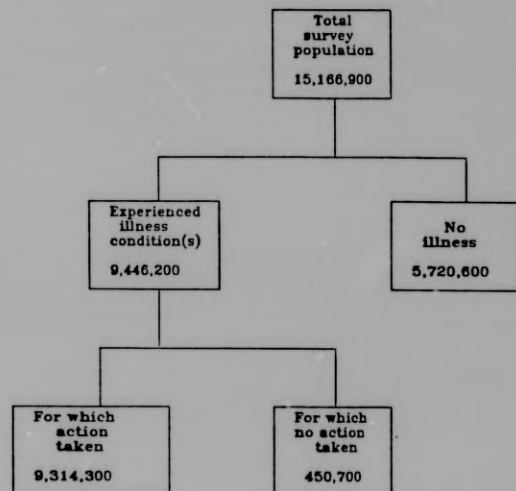 Total
survey
population
15,166,900
Experienced
illness
condition(s)
9,446,200
No
illness
5,720,600
For which
action
taken
9,314,300
For which
no action
taken
450,700